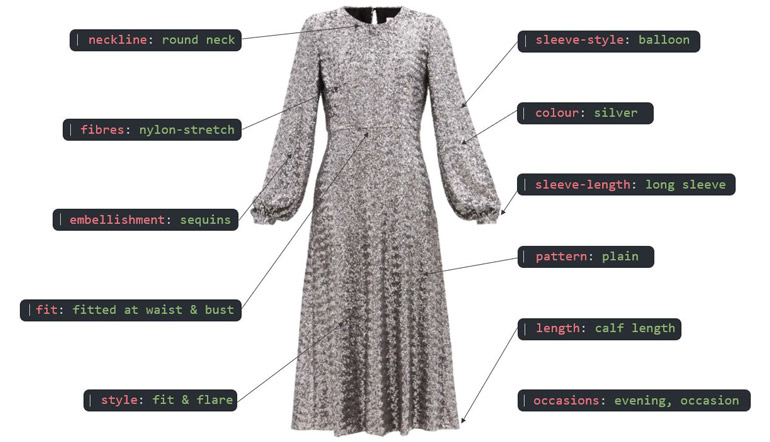 neckline: round neck
sleeve-style: balloon
colour: silver
fibres: nylon-stretch
sleeve-length: long sleeve
embellishment: sequins
pattern: plain
fit: fitted at waist & bust
length: calf length
style: fit & flare
occasions: evening, occasion